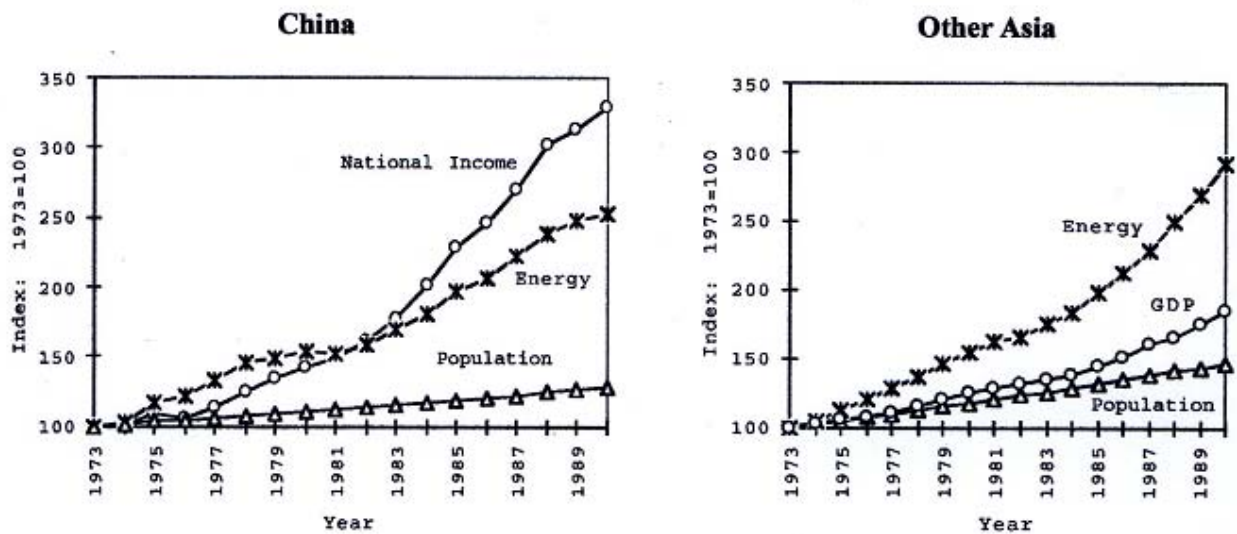 China
350
300
250
200
150
100
Index: 1973=100
National Income
Energy
Population
1973
1975
1977
1979
1981
1983
1985
1987
1989
Year
Other Asia
350
300
250
200
150
100
Index: 1973=100
Energy
GDP
Population
1973
1975
1977
1979
1981
1983
1985
1987
1989
Year